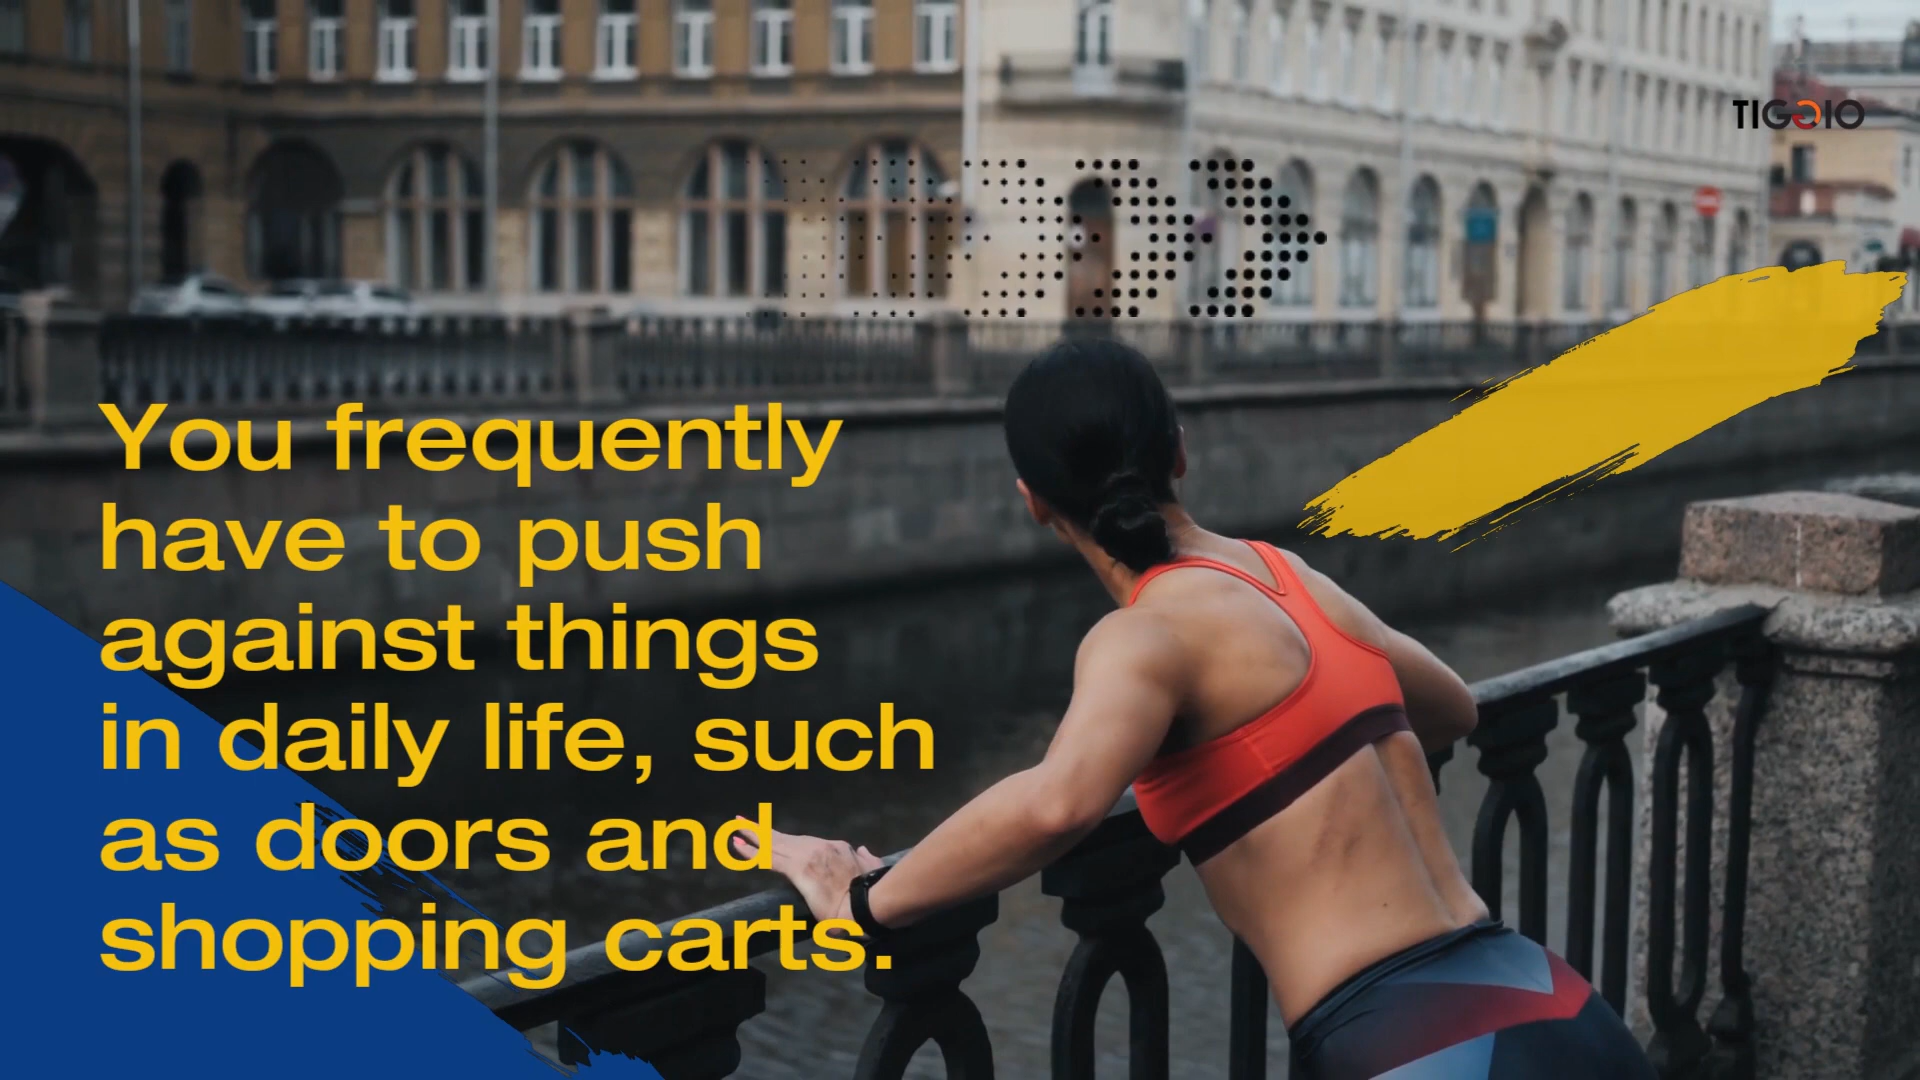 TIGGIO
You frequently
have to push
against things
in daily life, such
as doors and
shopping carts.